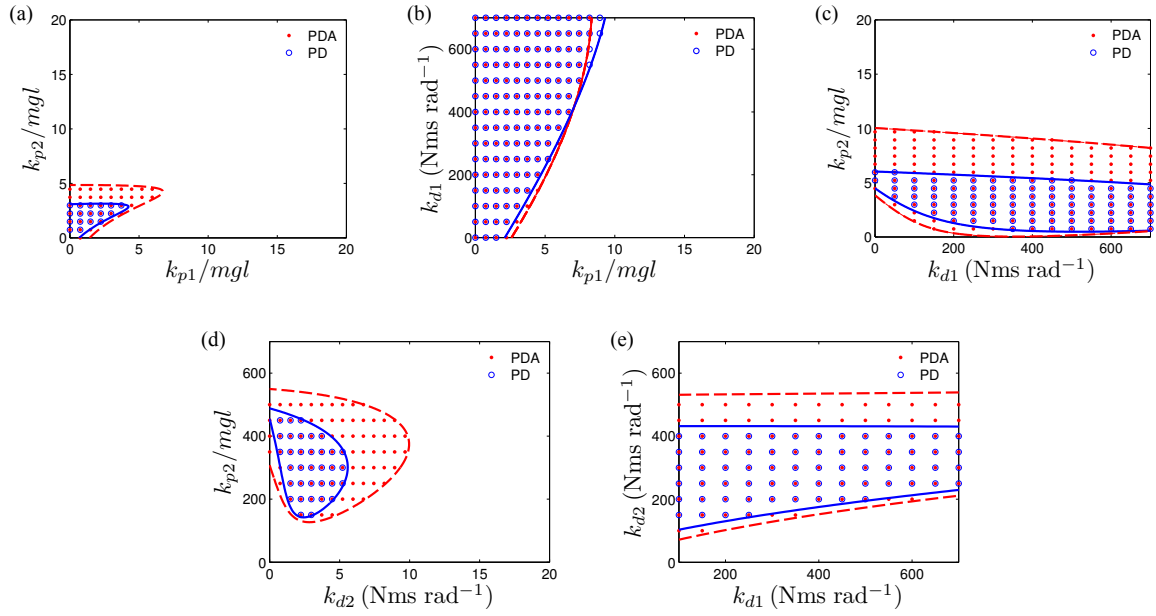 (a)
20
15
10
5
0
0 5 10 15 20
k_{p2}/mgl
k_{p1}/mgl
PDA
PD
(b)
600
400
200
0
0 5 10 15 20
k_{d1} (Nms rad^{−1})
k_{p1}/mgl
PDA
PD
(c)
20
15
10
5
0
0 200 400 600
k_{p2}/mgl
k_{d1} (Nms rad^{−1})
PDA
PD
(d)
600
400
200
0
0 5 10 15 20
k_{p2}/mgl
k_{d2} (Nms rad^{−1})
PDA
PD
(e)
600
400
200
0
200 400 600
k_{d2} (Nms rad^{−1})
k_{d1} (Nms rad^{−1})
PDA
PD